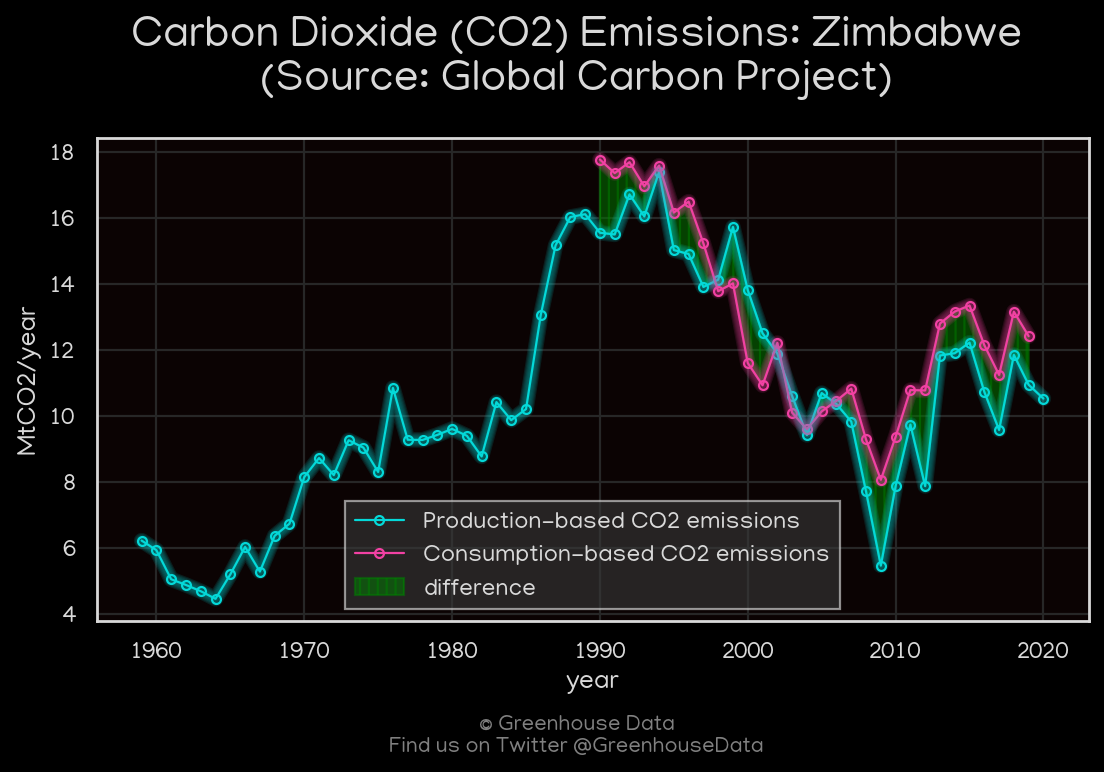 Carbon Dioxide (CO2) Emissions: Zimbabwe
(Source: Global Carbon Project)
18
16
14
12
10
8
6
4
MtCO2/year
Production-based CO2 emissions
Consumption-based CO2 emissions
difference
1960 1970 1980 1990 2000 2010 2020
year
© Greenhouse Data
Find us on Twitter @GreenhouseData